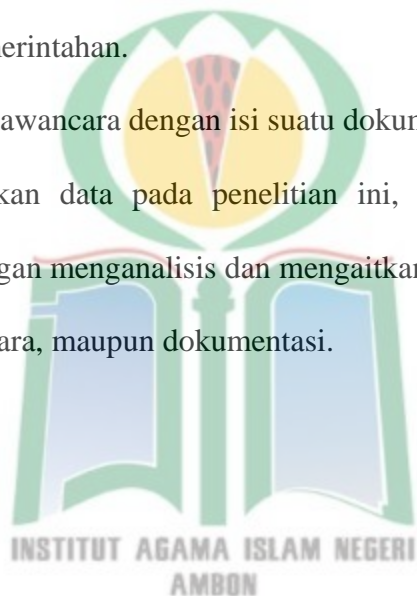 merintahan.
awancara dengan isi suatu dokum
kan data pada penelitian ini,
gan menganalisis dan mengaitkan
ara, maupun dokumentasi.
INSTITUT AGAMA ISLAM NEGERI
AMBON